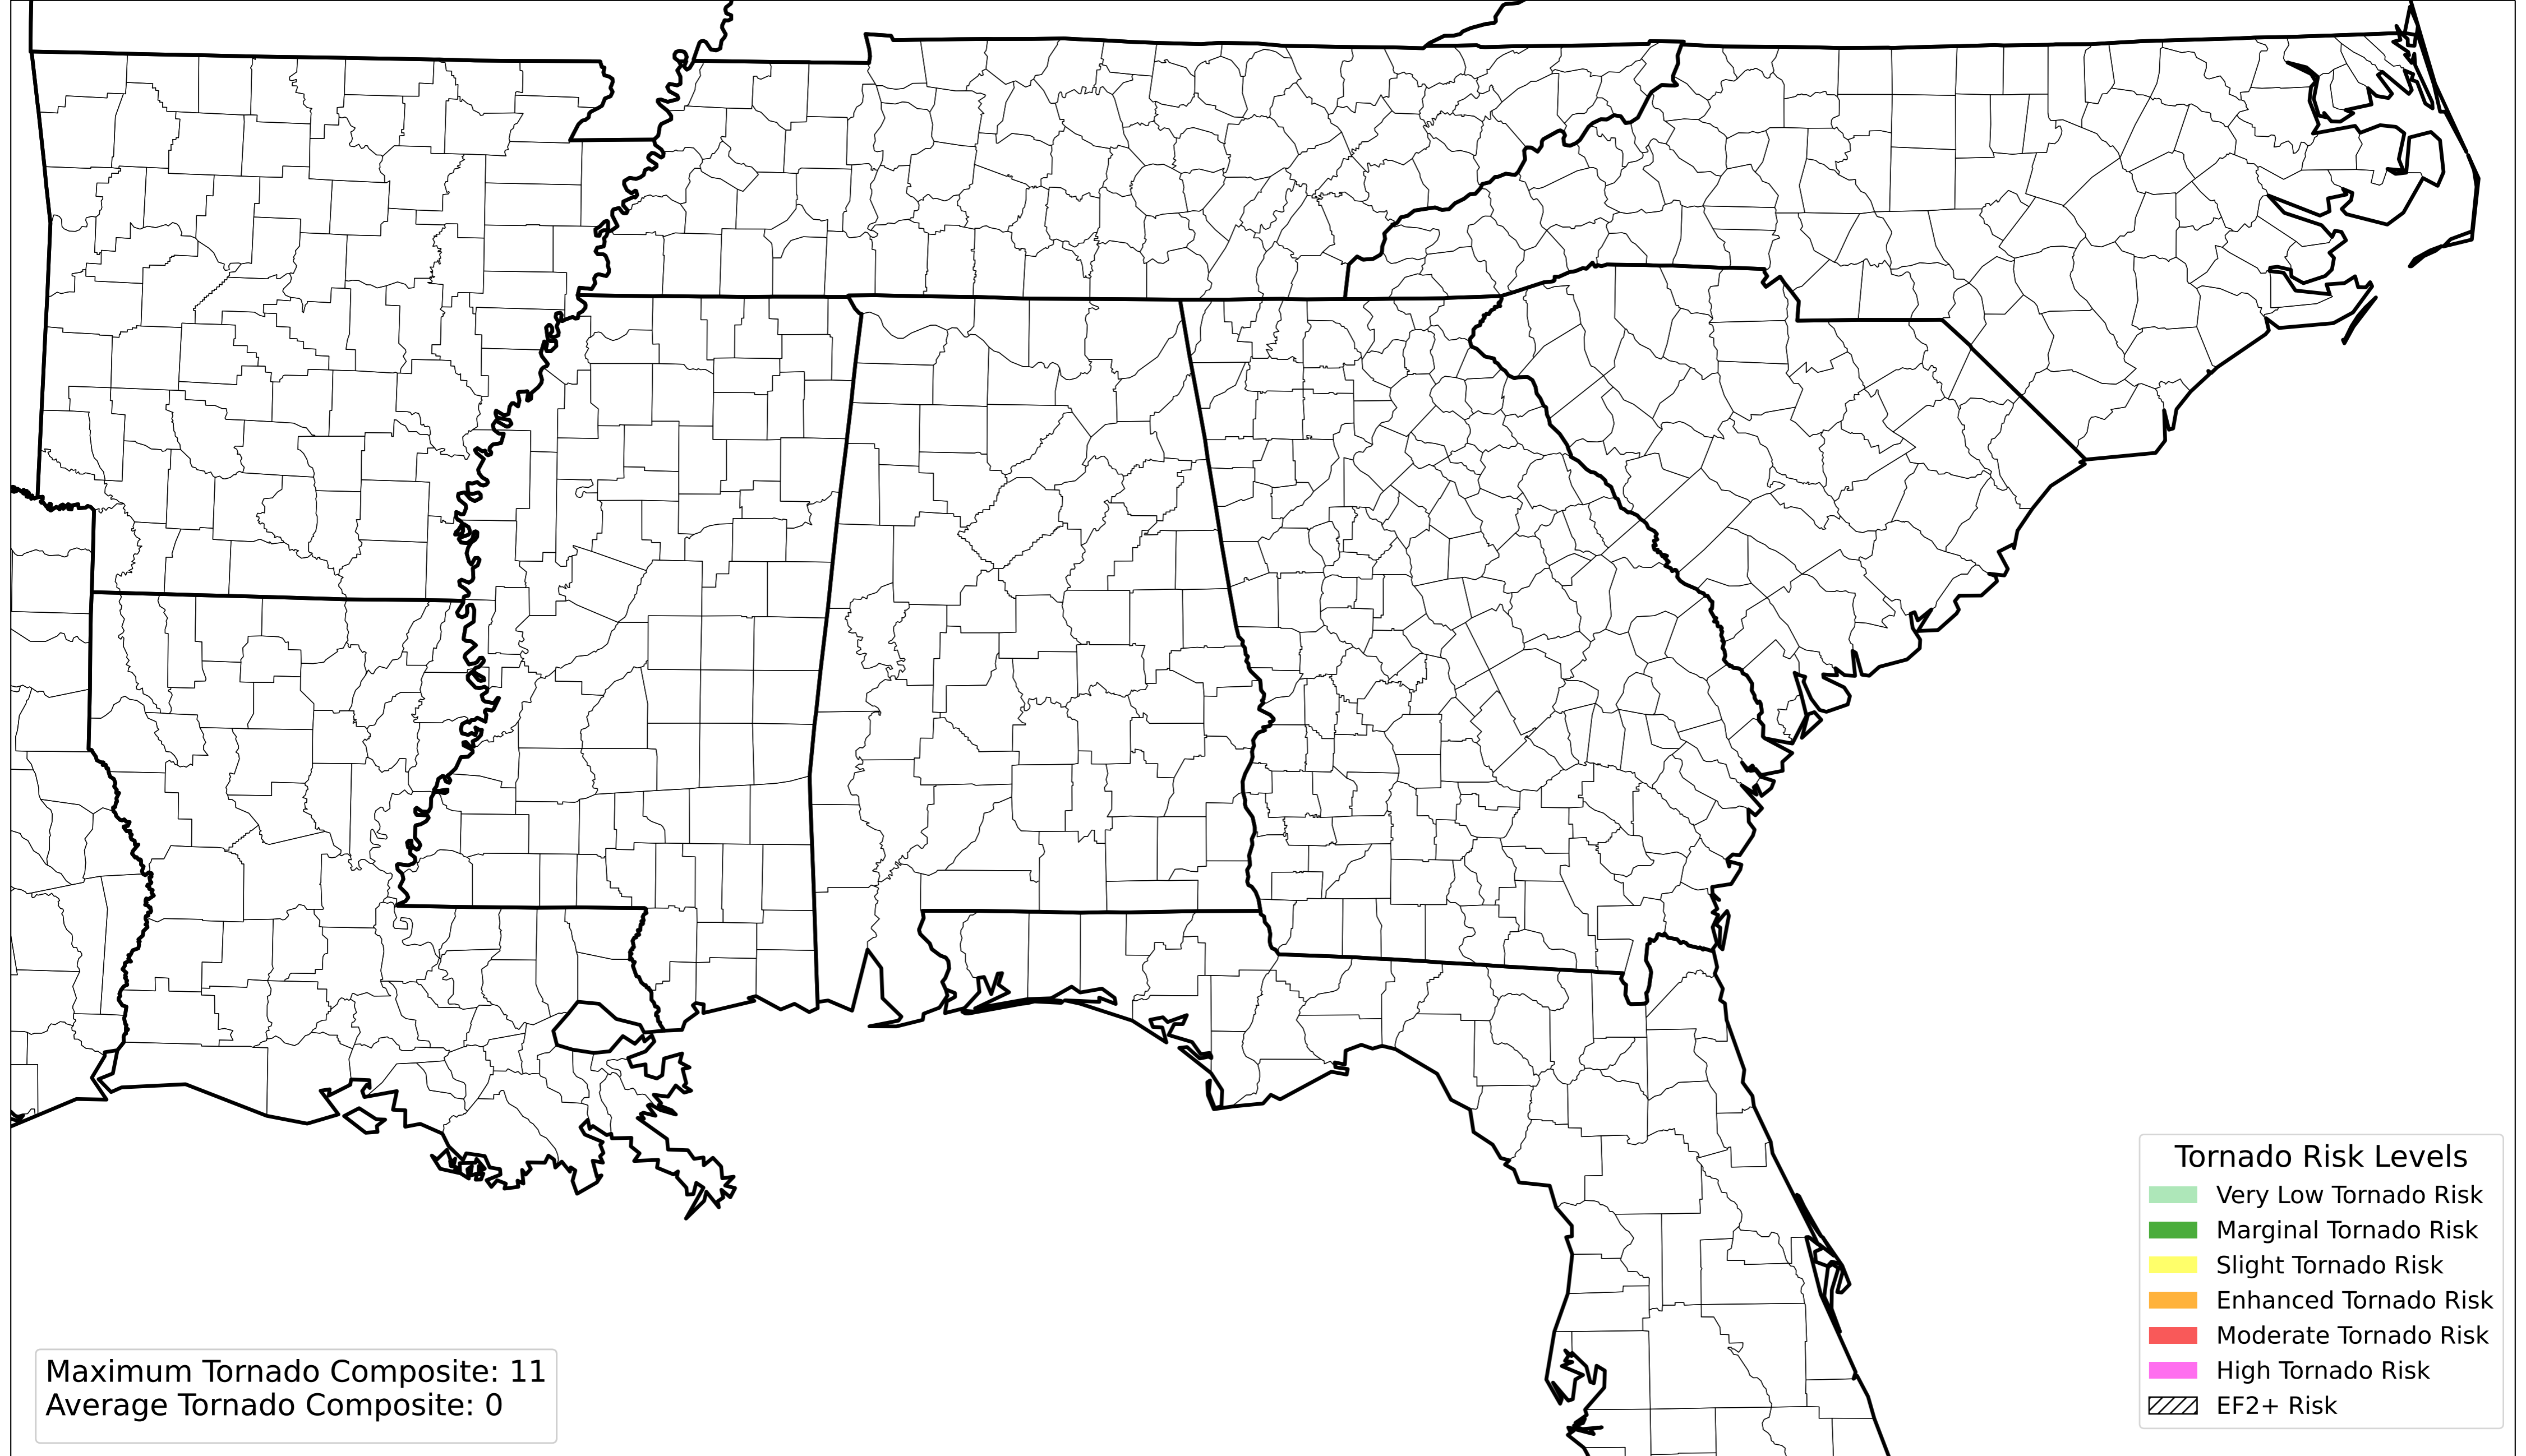 Tornado Risk Levels
Very Low Tornado Risk
Marginal Tornado Risk
Slight Tornado Risk
Enhanced Tornado Risk
Moderate Tornado Risk
High Tornado Risk
EF2+ Risk
Maximum Tornado Composite: 11
Average Tornado Composite: 0